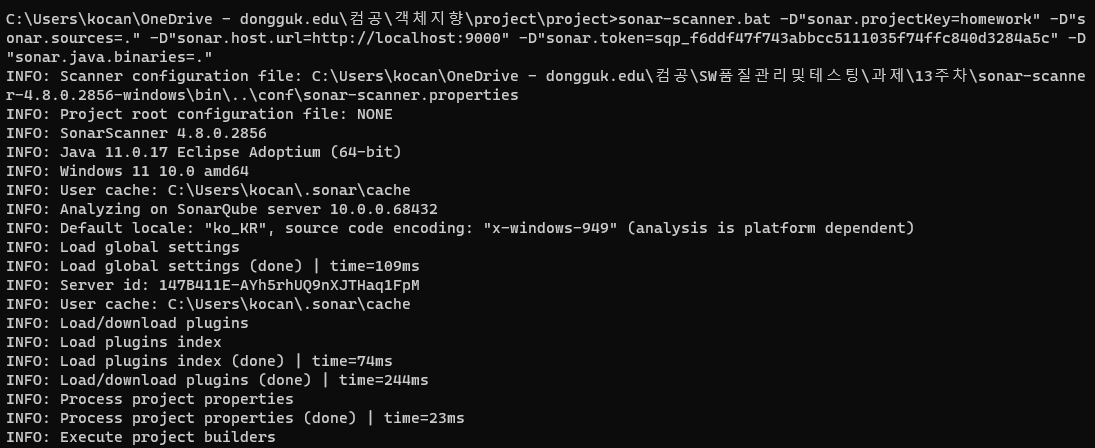 C:\Users\kocan\OneDrive - dongguk.edu\컴공\객체지향\project\project>sonar-scanner.bat -D"sonar.projectKey=homework" -D"s
onar.sources=." -D"sonar.host.url=http://localhost:9000" -D"sonar.token=sqp_f6ddf47f743abbcc5111035f74ffc840d3284a5c" -D
"sonar.java.binaries=."
INFO: Scanner configuration file: C:\Users\kocan\OneDrive - dongguk.edu\컴공\SW품질관리및테스팅\과제\13주차\sonar-scanne
r-4.8.0.2856-windows\bin\..\conf\sonar-scanner.properties
INFO: Project root configuration file: NONE
INFO: SonarScanner 4.8.0.2856
INFO: Java 11.0.17 Eclipse Adoptium (64-bit)
INFO: Windows 11 10.0 amd64
INFO: User cache: C:\Users\kocan\.sonar\cache
INFO: Analyzing on SonarQube server 10.0.0.68432
INFO: Default locale: "ko_KR", source code encoding: "x-windows-949" (analysis is platform dependent)
INFO: Load global settings
INFO: Load global settings (done) | time=109ms
INFO: Server id: 147B411E-AYh5rhUQ9nXJTHaq1FpM
INFO: User cache: C:\Users\kocan\.sonar\cache
INFO: Load/download plugins
INFO: Load plugins index
INFO: Load plugins index (done) | time=74ms
INFO: Load/download plugins (done) | time=244ms
INFO: Process project properties
INFO: Process project properties (done) | time=23ms
INFO: Execute project builders